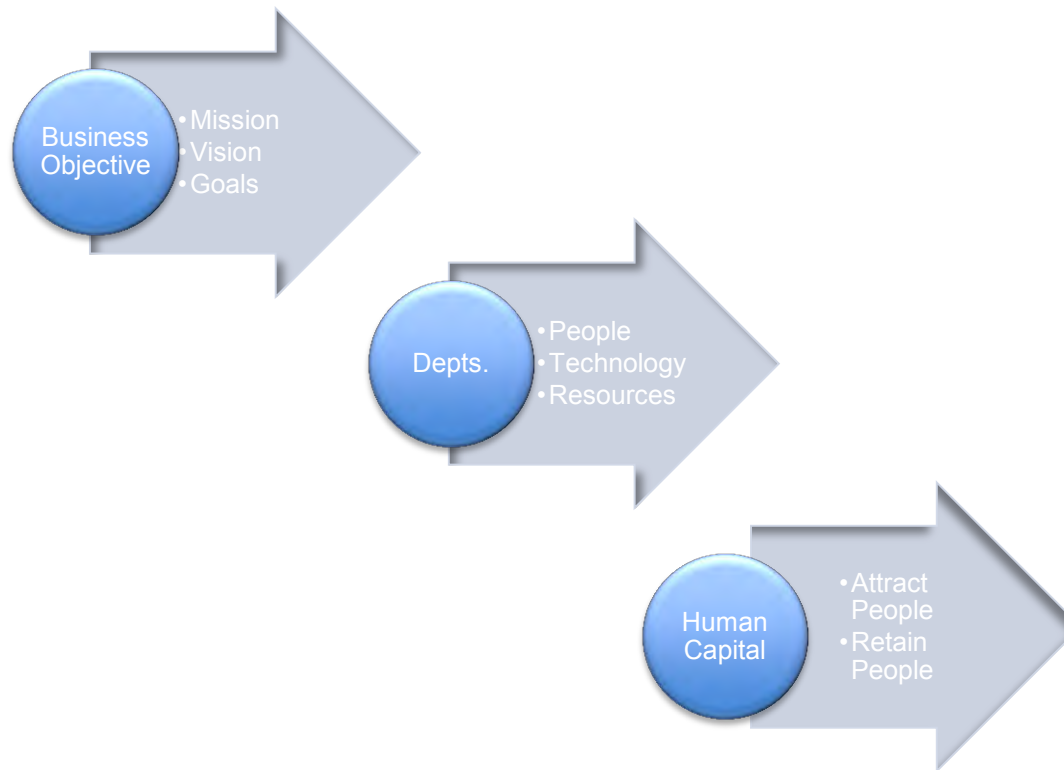 Business
Objective
•Mission
•Vision
•Goals
Depts.
•People
•Technology
•Resources
Human
Capital
•Attract
People
•Retain
People